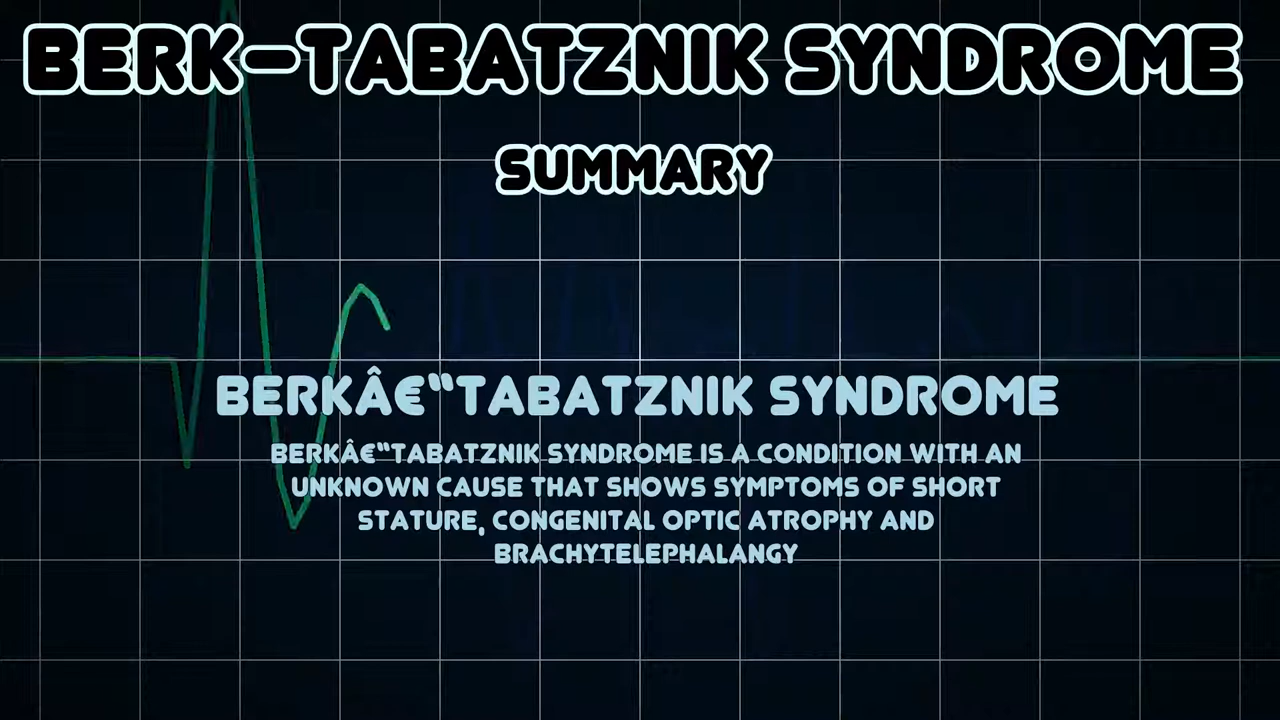 BERK–TABATZNIK SYNDROME
SUMMARY
BERKÂ€“TABATZNIK SYNDROME
BERKÂ€“TABATZNIK SYNDROME IS A CONDITION WITH AN
UNKNOWN CAUSE THAT SHOWS SYMPTOMS OF SHORT
STATURE, CONGENITAL OPTIC ATROPHY AND
BRACHYTELEPHALANGY